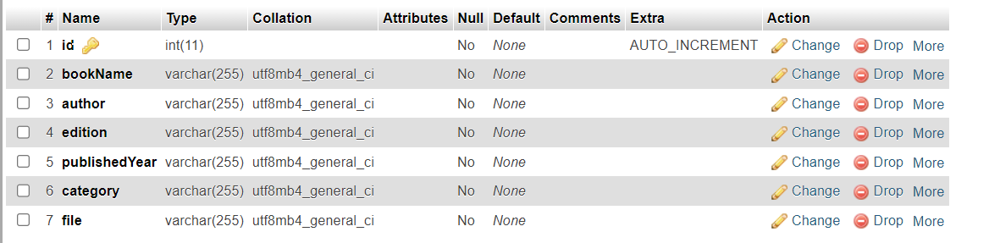 # Name Type Collation Attributes Null Default Comments Extra Action
1 id int(11) No None AUTO_INCREMENT Change Drop More
2 bookName varchar(255) utf8mb4_general_ci No None Change Drop More
3 author varchar(255) utf8mb4_general_ci No None Change Drop More
4 edition varchar(255) utf8mb4_general_ci No None Change Drop More
5 publishedYear varchar(255) utf8mb4_general_ci No None Change Drop More
6 category varchar(255) utf8mb4_general_ci No None Change Drop More
7 file varchar(255) utf8mb4_general_ci No None Change Drop More